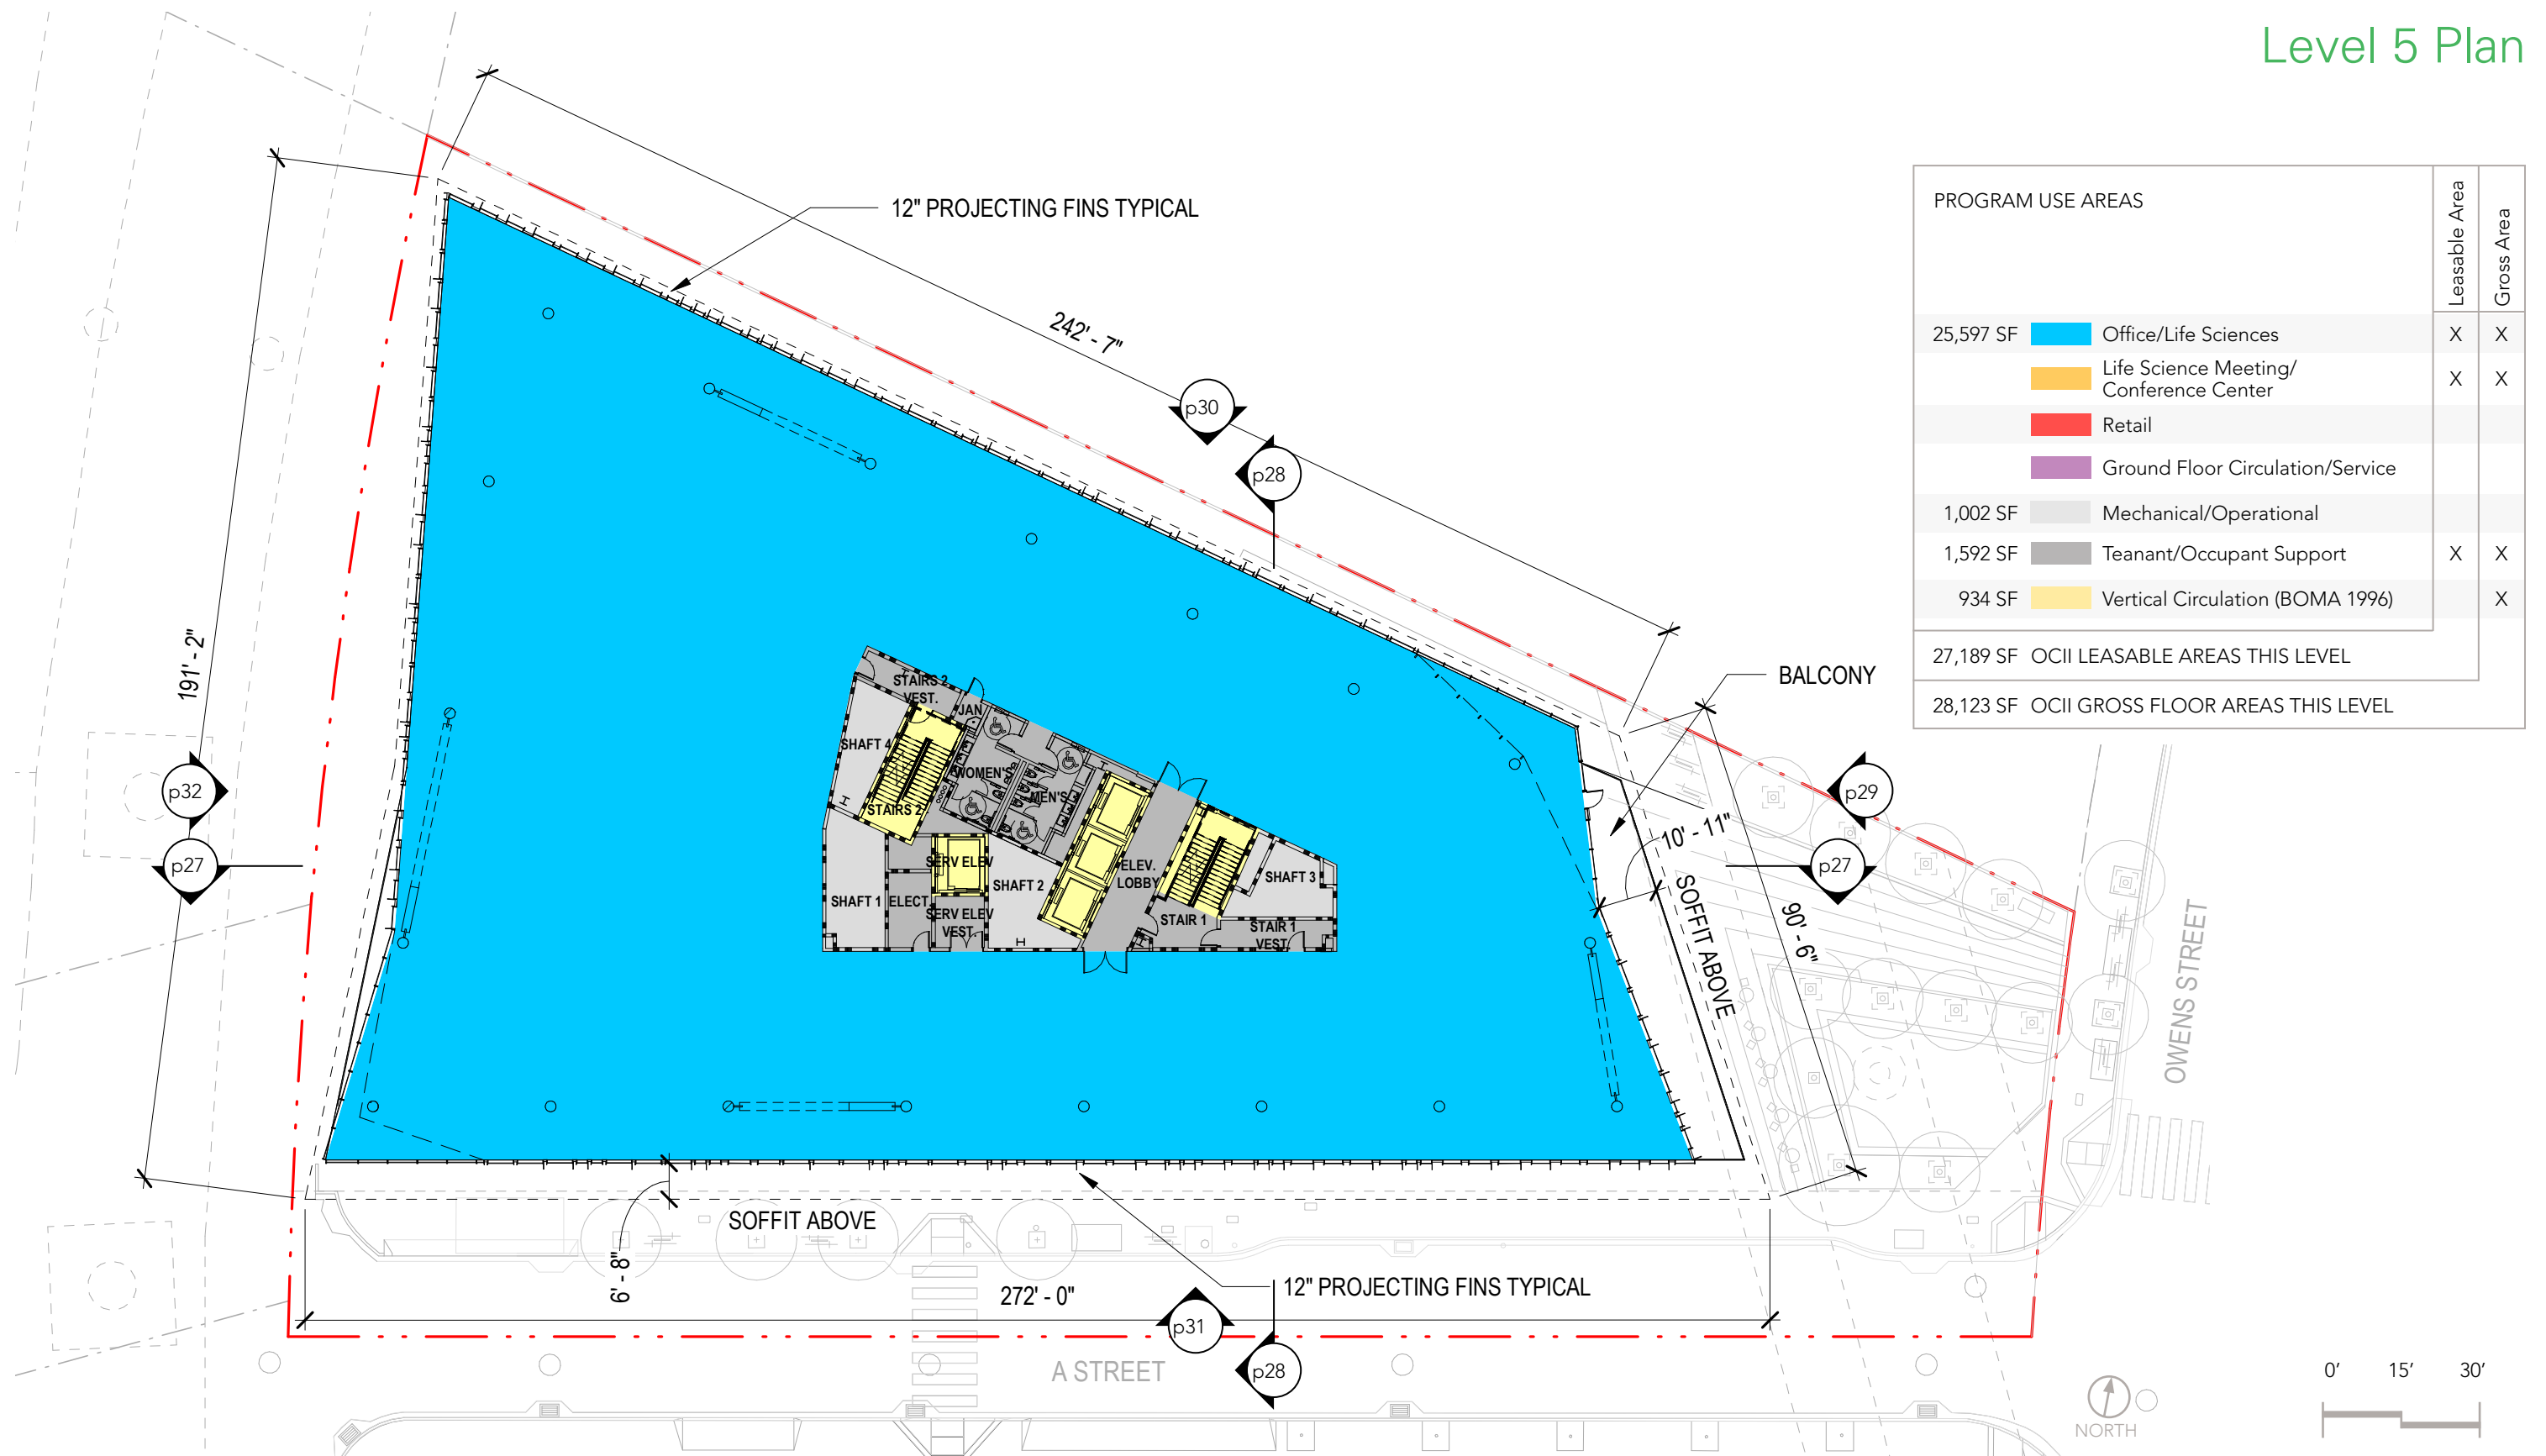 Level 5 Plan
PROGRAM USE AREAS
Leasable Area
Gross Area
25,597 SF Office/Life Sciences X X
Life Science Meeting/
Conference Center X X
Retail
Ground Floor Circulation/Service
1,002 SF Mechanical/Operational
1,592 SF Teanant/Occupant Support X X
934 SF Vertical Circulation (BOMA 1996) X
27,189 SF OCII LEASABLE AREAS THIS LEVEL
28,123 SF OCII GROSS FLOOR AREAS THIS LEVEL
12" PROJECTING FINS TYPICAL
242' - 7"
p30
p28
191' - 2"
BALCONY
p32
p27
p29
p27
10' - 11"
SOFFIT ABOVE
90' - 6"
OWENS STREET
STAIRS 2
VEST.
JAN
SHAFT 4
WOMEN'S
MEN'S
STAIRS 2
SERV ELEV
SHAFT 2
ELEV.
LOBBY
SHAFT 3
SHAFT 1
ELECT.
SERV ELEV
VEST.
STAIR 1
STAIR 1
VEST.
SOFFIT ABOVE
6' - 8"
272' - 0"
12" PROJECTING FINS TYPICAL
p31
p28
A STREET
NORTH
0' 15' 30'